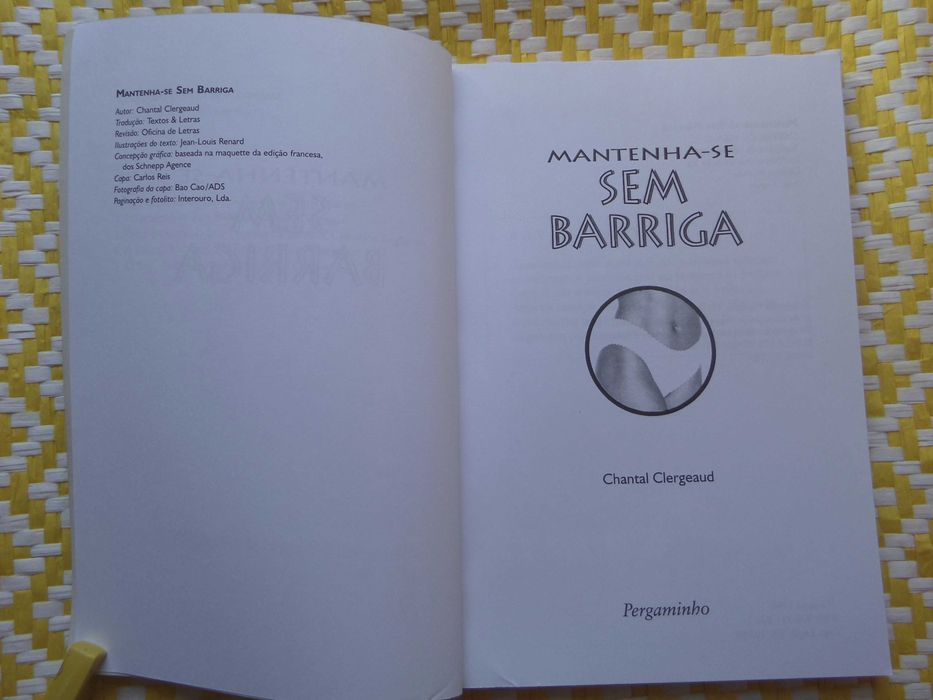 MANTENHA-SE SEM BARRIGA
Autor: Chantal Clergeaud
Tradução: Textos & Letras
Revisão: Oficina de Letras
Ilustrações do texto: Jean-Louis Renard
Concepção gráfica: baseada na maquette da edição francesa,
dos Schnepp Agence
Capa: Carlos Reis
Fotografia da capa: Bao Cao/ADS
Paginação e fotolito: Interouro, Lda.
MANTENHA-SE
SEM
BARRIGA
Chantal Clergeaud
Pergaminho